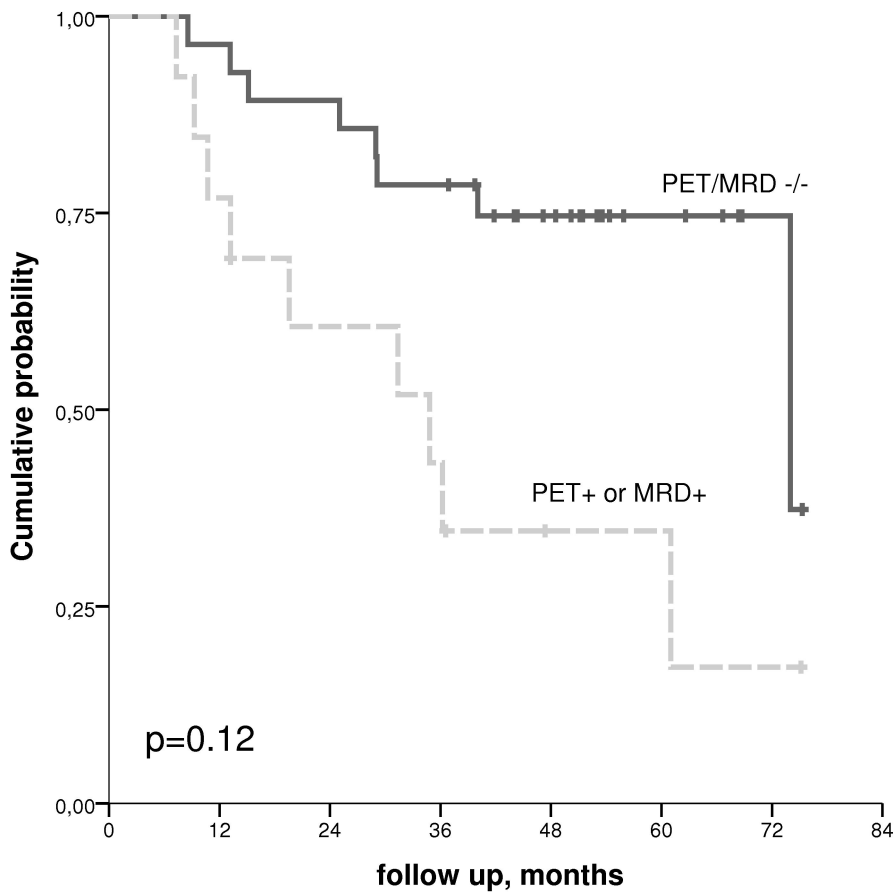 1,00
0,75
0,50
0,25
0,00
Cumulative probability
PET/MRD -/-
PET+ or MRD+
p=0.12
0 12 24 36 48 60 72 84
follow up, months